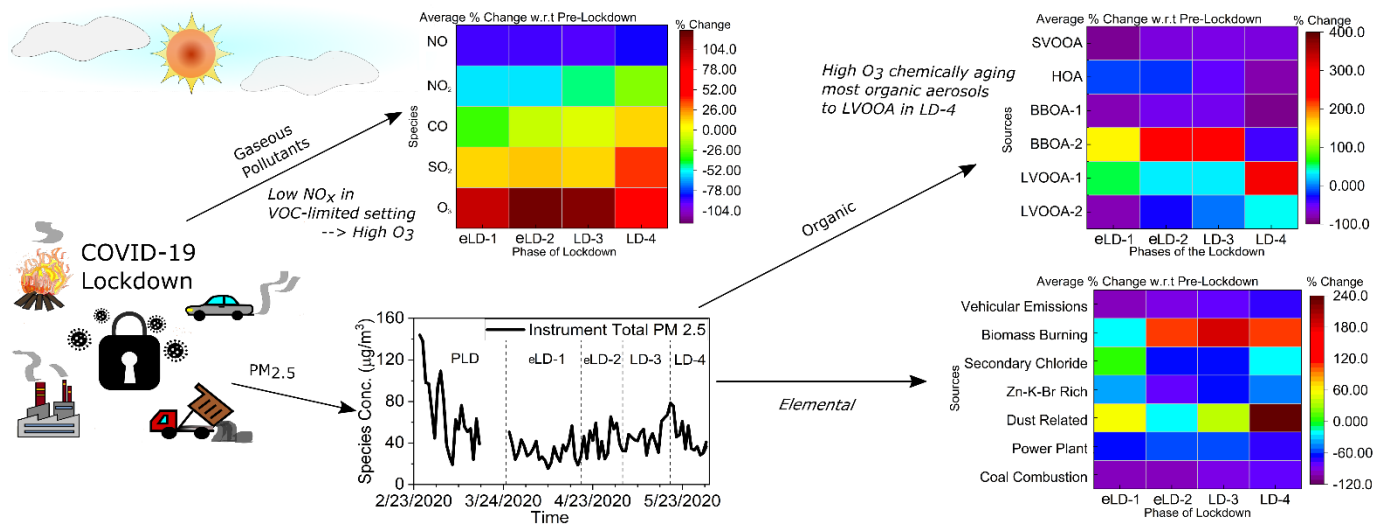 Average % Change w.r.t Pre-Lockdown
% Change
NO
NO₂
CO
SO₂
O₃
Species
104.0
78.00
52.00
26.00
0.000
-26.00
-52.00
-78.00
-104.0
eLD-1 eLD-2 LD-3 LD-4
Phase of Lockdown
Gaseous
Pollutants
Low NOₓ in
VOC-limited setting
--> High O₃
COVID-19
Lockdown
PM₂.₅
Species Conc. (µg/m³)
160
120
80
40
0
Instrument Total PM 2.5
PLD eLD-1 eLD-2 LD-3 LD-4
2/23/2020 3/24/2020 4/23/2020 5/23/2020
Time
High O₃ chemically aging
most organic aerosols
to LVOOA in LD-4
Organic
Elemental
Average % Change w.r.t Pre-Lockdown
% Change
SVOOA
HOA
BBOA-1
BBOA-2
LVOOA-1
LVOOA-2
Sources
400.0
300.0
200.0
100.0
0.000
-100.0
eLD-1 eLD-2 LD-3 LD-4
Phases of the Lockdown
Average % Change w.r.t Pre-Lockdown
% Change
Vehicular Emissions
Biomass Burning
Secondary Chloride
Zn-K-Br Rich
Dust Related
Power Plant
Coal Combustion
Sources
240.0
180.0
120.0
60.00
0.000
-60.00
-120.0
eLD-1 eLD-2 LD-3 LD-4
Phase of Lockdown